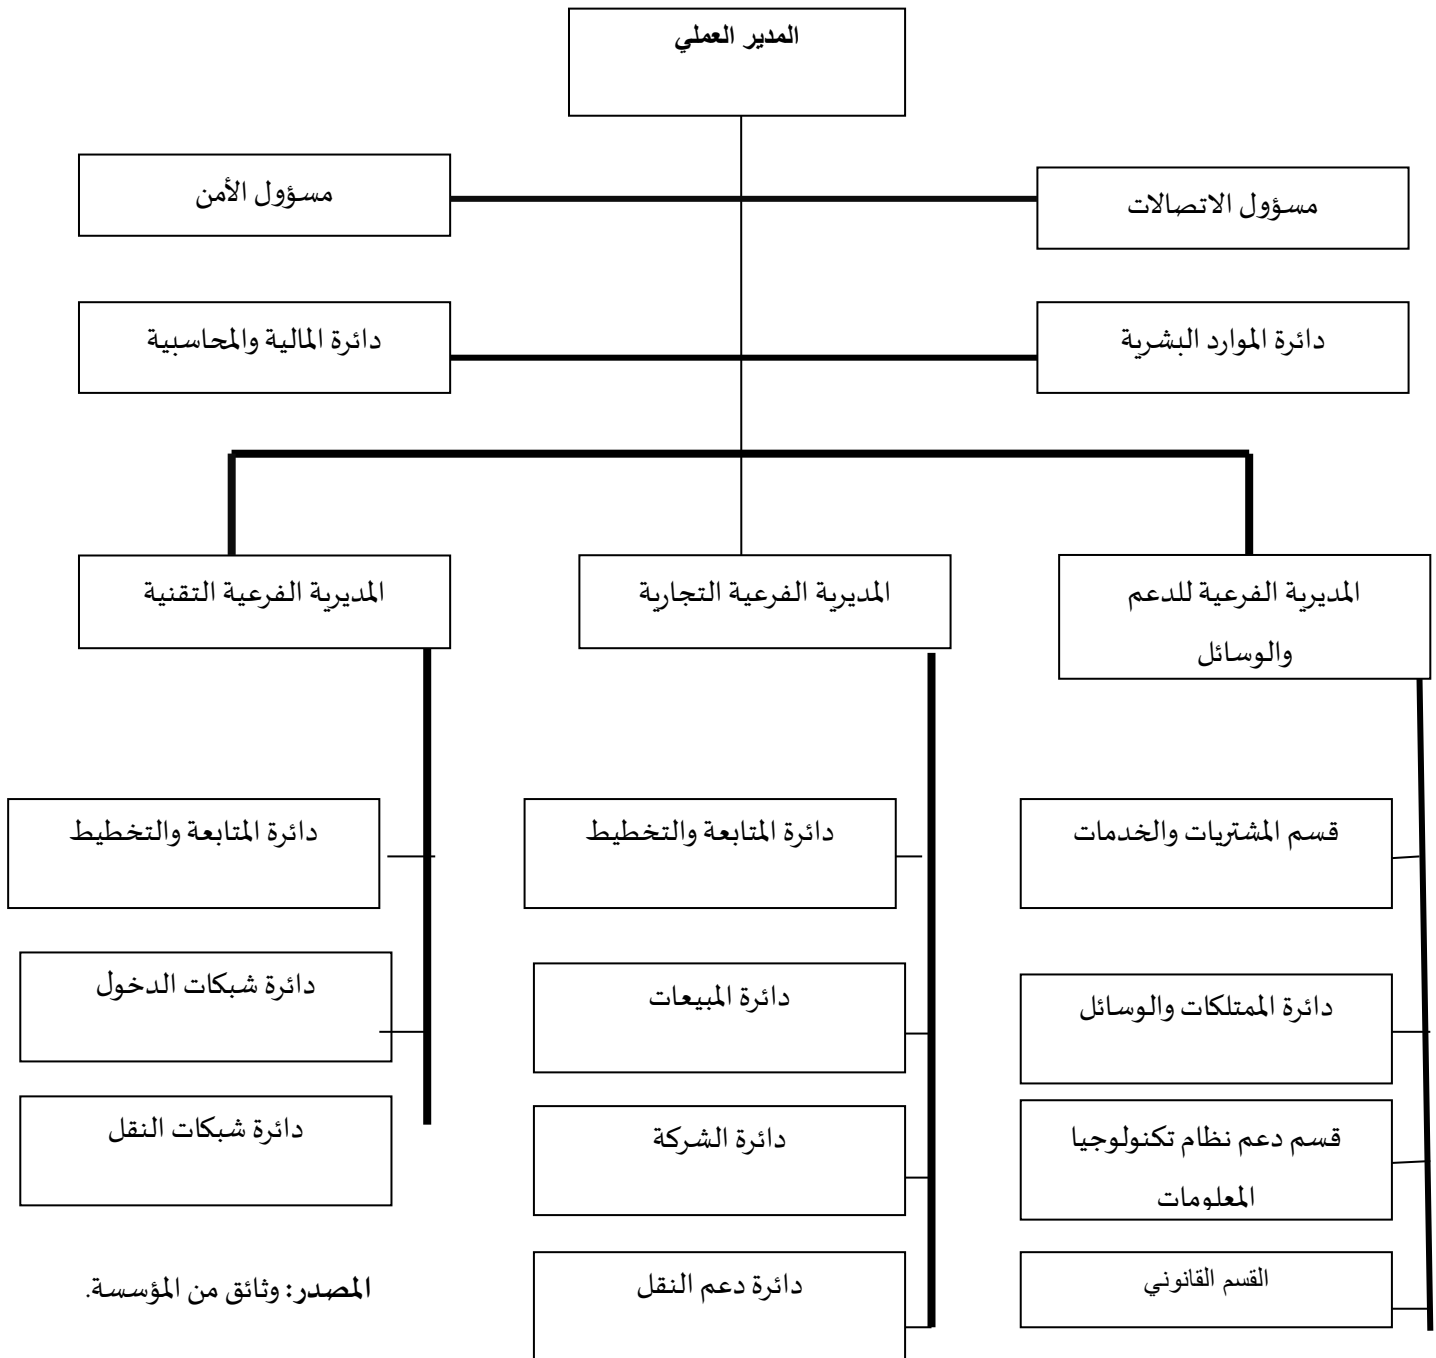 المدير العملي
مسؤول الاتصالات
مسؤول الأمن
دائرة الموارد البشرية
دائرة المالية والمحاسبية
المديرية الفرعية للدعم
والوسائل
المديرية الفرعية التجارية
المديرية الفرعية التقنية
قسم المشتريات والخدمات
دائرة المتابعة والتخطيط
دائرة المتابعة والتخطيط
دائرة الممتلكات والوسائل
دائرة المبيعات
دائرة شبكات الدخول
قسم دعم نظام تكنولوجيا
المعلومات
دائرة الشركة
دائرة شبكات النقل
القسم القانوني
دائرة دعم النقل
المصدر: وثائق من المؤسسة.